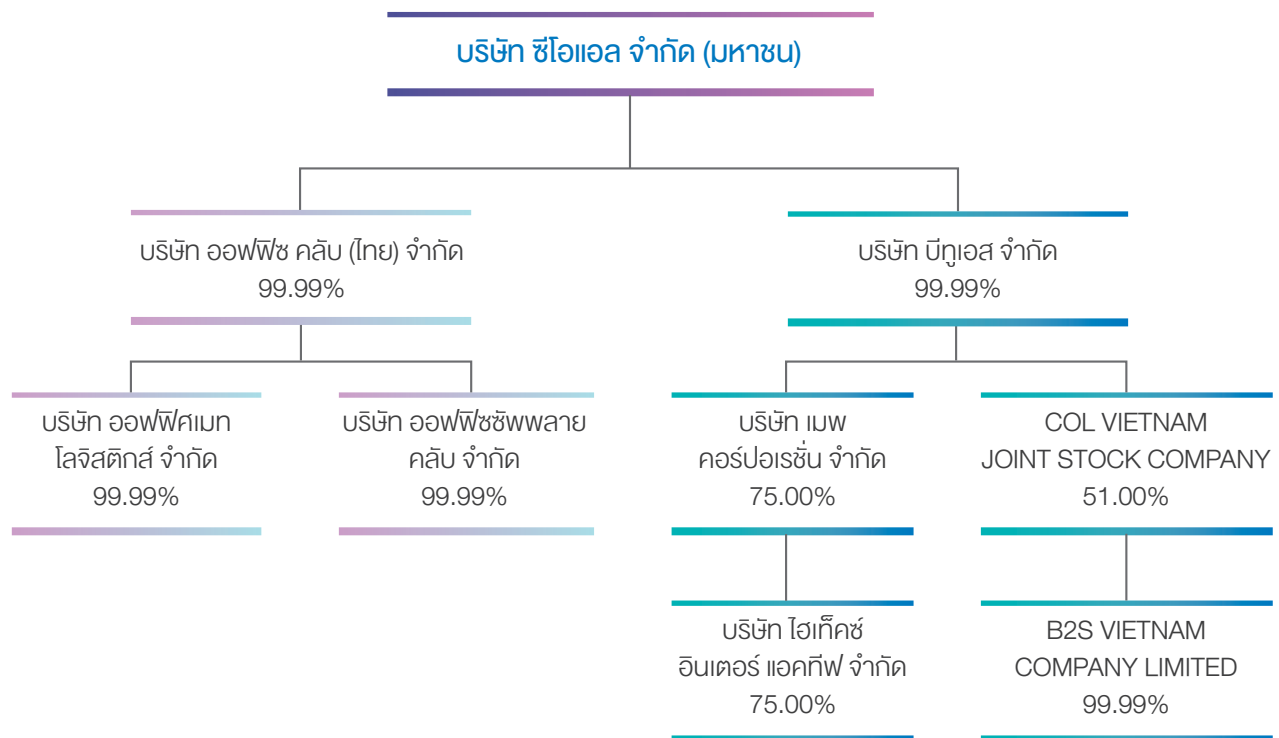 บริษัท ซีโอแอล จำกัด (มหาชน)
บริษัท ออฟฟิซ คลับ (ไทย) จำกัด
99.99%
บริษัท บีทูเอส จำกัด
99.99%
บริษัท ออฟฟิศเมท
โลจิสติกส์ จำกัด
99.99%
บริษัท ออฟฟิซซัพพลาย
คลับ จำกัด
99.99%
บริษัท เมพ
คอร์ปอเรชั่น จำกัด
75.00%
COL VIETNAM
JOINT STOCK COMPANY
51.00%
บริษัท ไฮเท็คซ์
อินเตอร์ แอคทีฟ จำกัด
75.00%
B2S VIETNAM
COMPANY LIMITED
99.99%